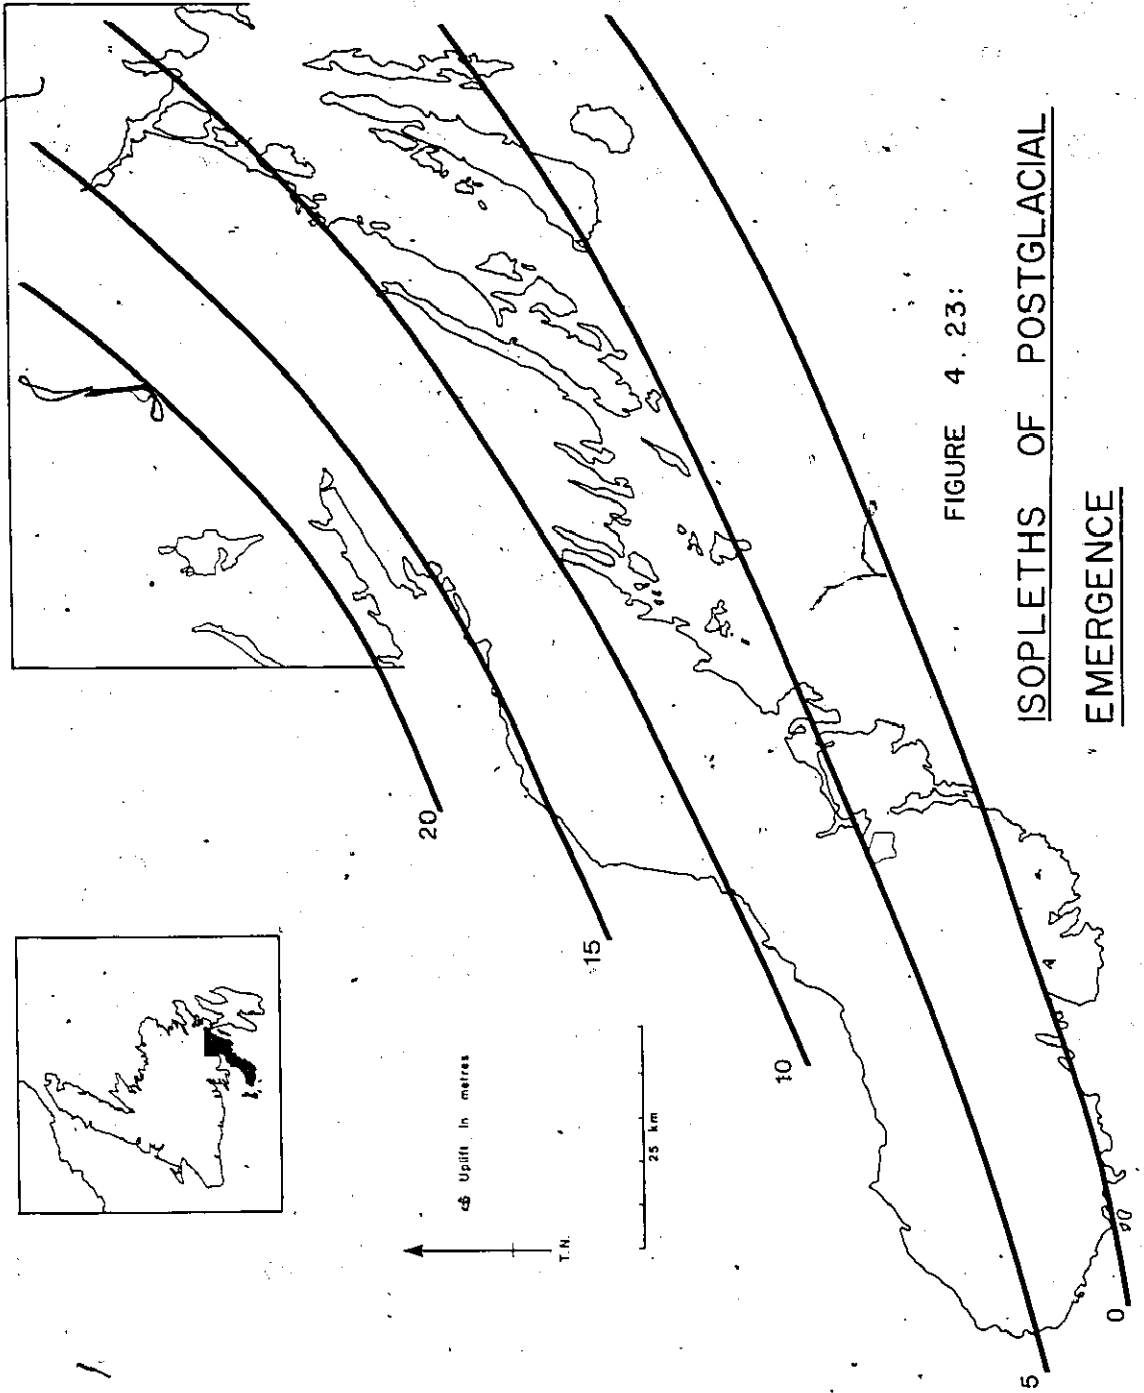 FIGURE 4.23:
ISOPLETHS OF POSTGLACIAL
EMERGENCE
Uplift in metres
25 km
T.N.
20
15
10
5
0